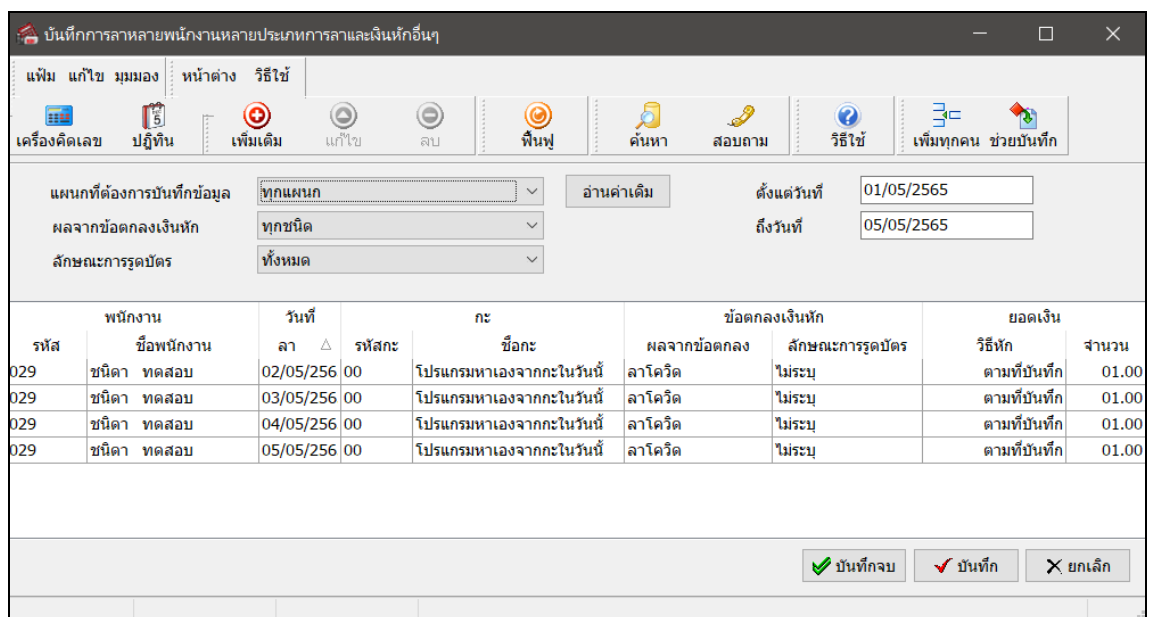 บันทึกการลาหลายพนักงานหลายประเภทการลาและเงินหักอื่นๆ
แฟ้ม แก้ไข มุมมอง หน้าต่าง วิธีใช้
เครื่องคิดเลข ปฏิทิน เพิ่มเติม แก้ไข ลบ ฟื้นฟู ค้นหา สอบถาม วิธีใช้ เพิ่มทุกคน ช่วยบันทึก
แผนกที่ต้องการบันทึกข้อมูล ทุกแผนก อ่านค่าเดิม ตั้งแต่วันที่ 01/05/2565
ผลจากข้อตกลงเงินหัก ทุกชนิด ถึงวันที่ 05/05/2565
ลักษณะการรูดบัตร ทั้งหมด
พนักงาน วันที่ กะ ข้อตกลงเงินหัก ยอดเงิน
รหัส ชื่อพนักงาน ลา รหัสกะ ชื่อกะ ผลจากข้อตกลง ลักษณะการรูดบัตร วิธีหัก จำนวน
029 ชนิดา ทดสอบ 02/05/256 00 โปรแกรมหาเองจากกะในวันนี้ ลาโควิด ไม่ระบุ ตามที่บันทึก 01.00
029 ชนิดา ทดสอบ 03/05/256 00 โปรแกรมหาเองจากกะในวันนี้ ลาโควิด ไม่ระบุ ตามที่บันทึก 01.00
029 ชนิดา ทดสอบ 04/05/256 00 โปรแกรมหาเองจากกะในวันนี้ ลาโควิด ไม่ระบุ ตามที่บันทึก 01.00
029 ชนิดา ทดสอบ 05/05/256 00 โปรแกรมหาเองจากกะในวันนี้ ลาโควิด ไม่ระบุ ตามที่บันทึก 01.00
บันทึกจบ บันทึก ยกเลิก